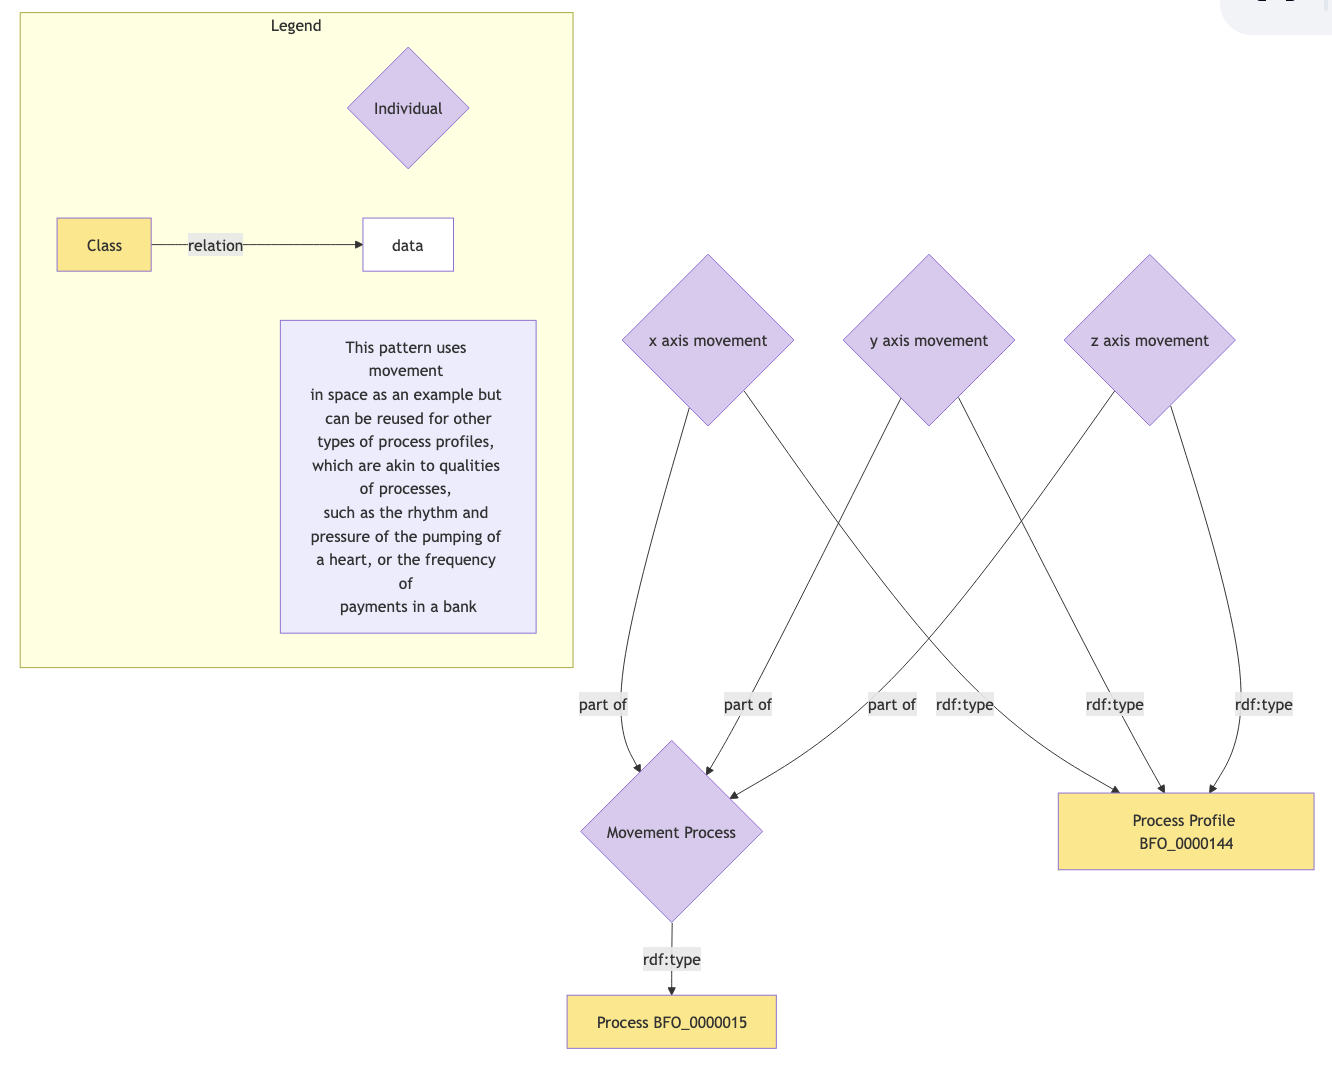 Legend
Individual
Class
relation
data
This pattern uses
movement
in space as an example but
can be reused for other
types of process profiles,
which are akin to qualities
of processes,
such as the rhythm and
pressure of the pumping of
a heart, or the frequency
of
payments in a bank
x axis movement
y axis movement
z axis movement
part of
part of
part of
rdf:type
rdf:type
rdf:type
Movement Process
Process Profile
BFO_0000144
rdf:type
Process BFO_0000015